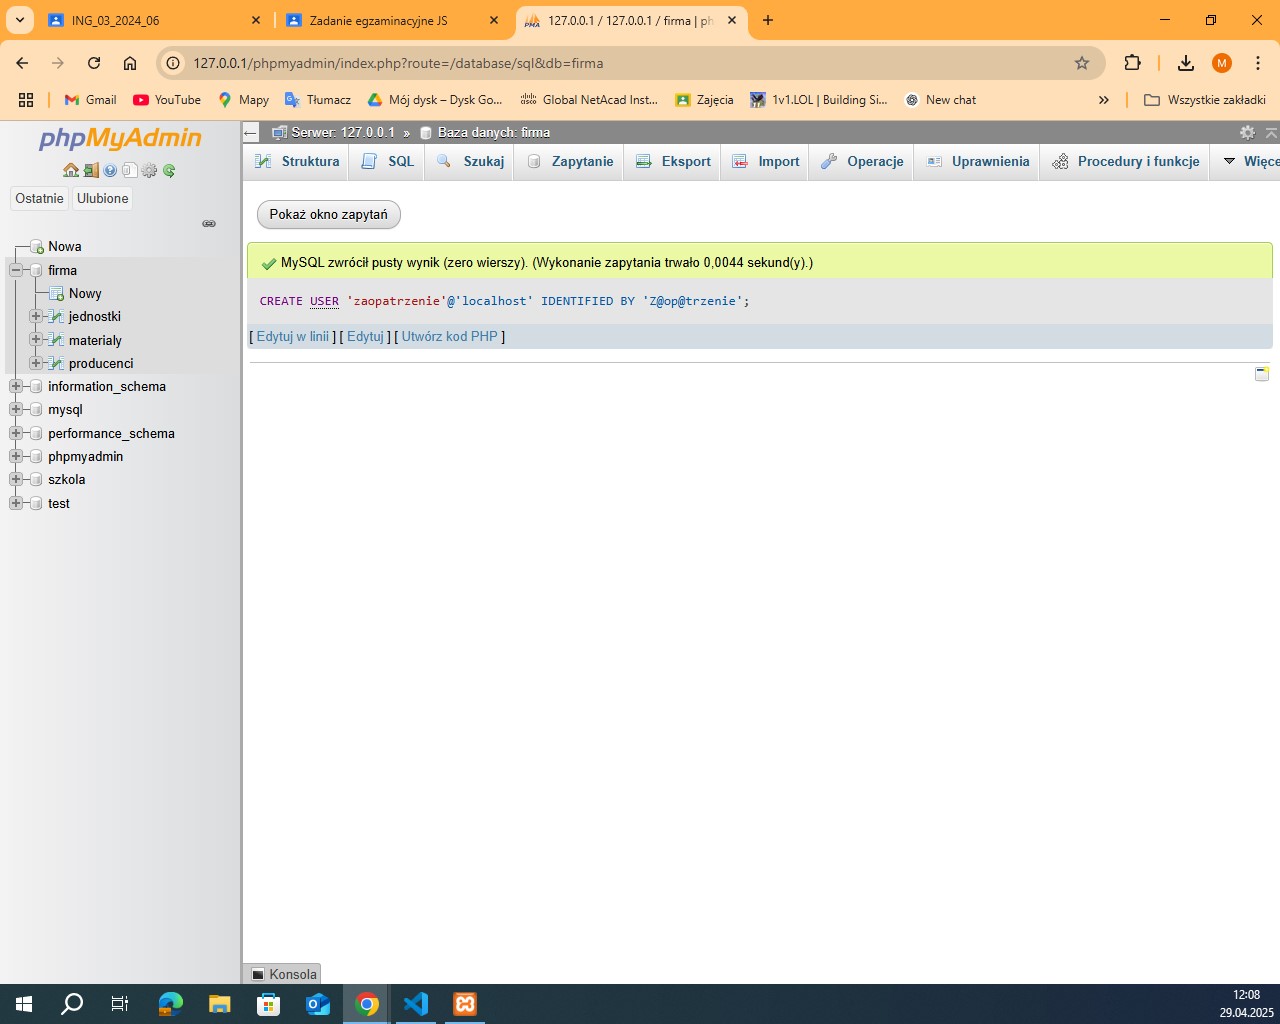 ING_03_2024_06
Zadanie egzaminacyjne JS
127.0.0.1 / 127.0.0.1 / firma | ph
127.0.0.1/phpmyadmin/index.php?route=/database/sql&db=firma
M
Gmail
YouTube
Mapy
Tłumacz
Mój dysk – Dysk Go...
Global NetAcad Inst...
Zajęcia
1v1.LOL | Building Si...
New chat
Wszystkie zakładki
phpMyAdmin
Serwer: 127.0.0.1 » Baza danych: firma
Struktura
SQL
Szukaj
Zapytanie
Eksport
Import
Operacje
Uprawnienia
Procedury i funkcje
Więce
Ostatnie
Ulubione
Nowa
firma
Nowy
jednostki
materialy
producenci
information_schema
mysql
performance_schema
phpmyadmin
szkola
test
Pokaż okno zapytań
MySQL zwrócił pusty wynik (zero wierszy). (Wykonanie zapytania trwało 0,0044 sekund(y).)
CREATE USER 'zaopatrzenie'@'localhost' IDENTIFIED BY 'Z@op@trzenie';
[ Edytuj w linii ] [ Edytuj ] [ Utwórz kod PHP ]
Konsola
12:08
29.04.2025